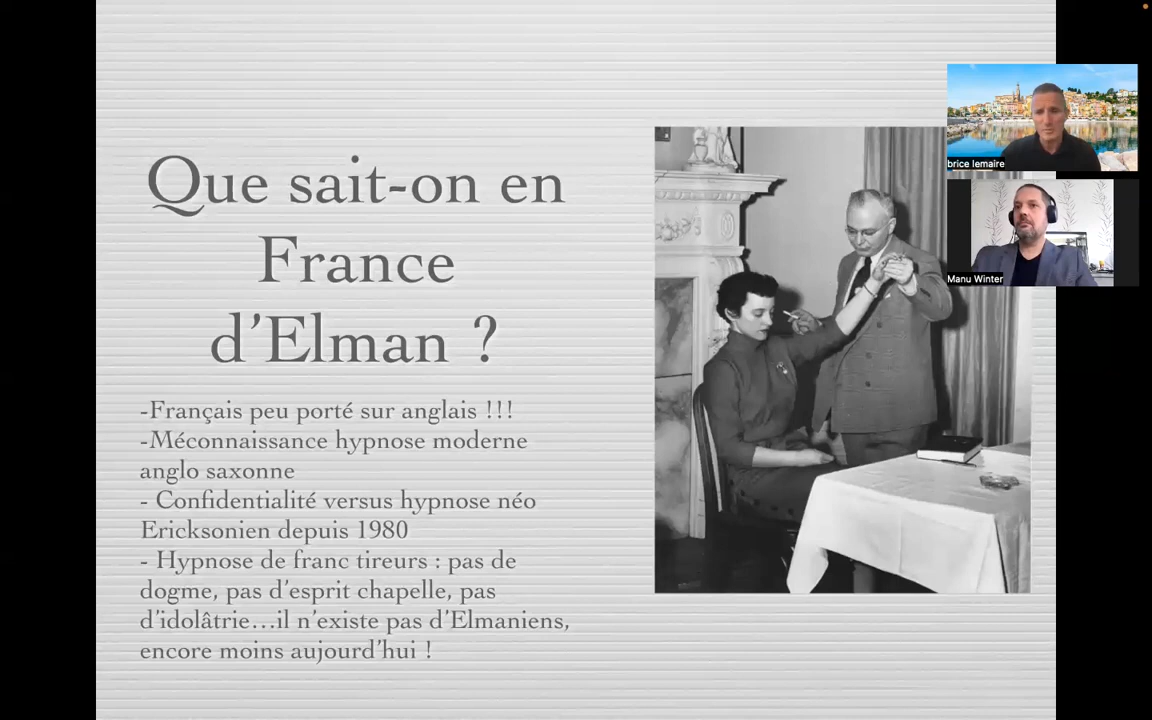 Que sait-on en
France
d’Elman ?
-Français peu porté sur anglais !!!
-Méconnaissance hypnose moderne
anglo saxonne
- Confidentialité versus hypnose néo
Ericksonien depuis 1980
- Hypnose de franc tireurs : pas de
dogme, pas d’esprit chapelle, pas
d’idolâtrie…il n’existe pas d’Elmaniens,
encore moins aujourd’hui !
brice lemaire
Manu Winter